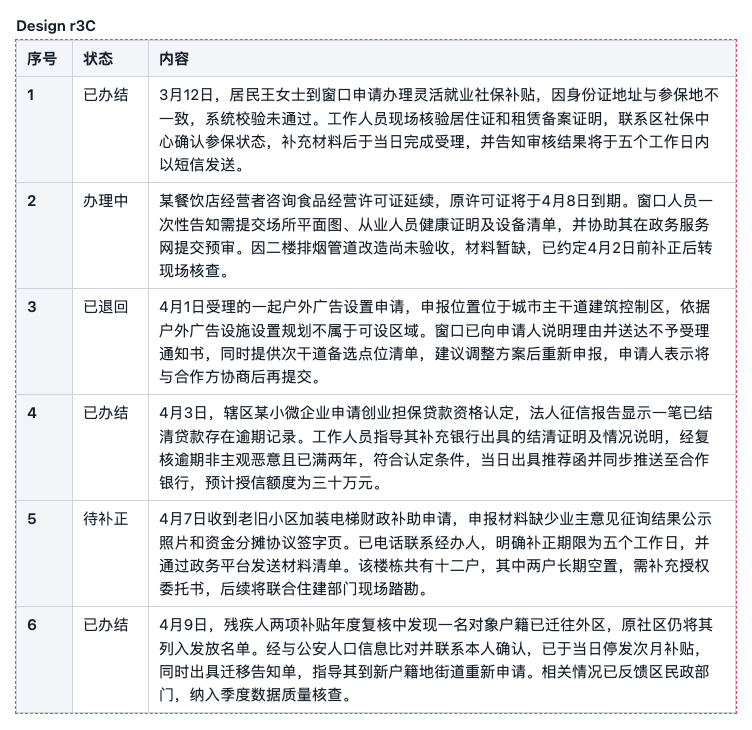 Design r3C
序号 状态 内容
1 已办结 3月12日，居民王女士到窗口申请办理灵活就业社保补贴，因身份证地址与参保地不
一致，系统校验未通过。工作人员现场核验居住证和租赁备案证明，联系区社保中
心确认参保状态，补充材料后于当日完成受理，并告知审核结果将于五个工作日内
以短信发送。
2 办理中 某餐饮店经营者咨询食品经营许可证延续，原许可证将于4月8日到期。窗口人员一
次性告知需提交场所平面图、从业人员健康证明及设备清单，并协助其在政务服务
网提交预审。因二楼排烟管道改造尚未验收，材料暂缺，已约定4月2日前补正后转
现场核查。
3 已退回 4月1日受理的一起户外广告设置申请，申报位置位于城市主干道建筑控制区，依据
户外广告设施设置规划不属于可设区域。窗口已向申请人说明理由并送达不予受理
通知书，同时提供次干道备选点位清单，建议调整方案后重新申报，申请人表示将
与合作方协商后再提交。
4 已办结 4月3日，辖区某小微企业申请创业担保贷款资格认定，法人征信报告显示一笔已结
清贷款存在逾期记录。工作人员指导其补充银行出具的结清证明及情况说明，经复
核逾期非主观恶意且已满两年，符合认定条件，当日出具推荐函并同步推送至合作
银行，预计授信额度为三十万元。
5 待补正 4月7日收到老旧小区加装电梯财政补助申请，申报材料缺少业主意见征询结果公示
照片和资金分摊协议签字页。已电话联系经办人，明确补正期限为五个工作日，并
通过政务平台发送材料清单。该楼栋共有十二户，其中两户长期空置，需补充授权
委托书，后续将联合住建部门现场踏勘。
6 已办结 4月9日，残疾人两项补贴年度复核中发现一名对象户籍已迁往外区，原社区仍将其
列入发放名单。经与公安人口信息比对并联系本人确认，已于当日停发次月补贴，
同时出具迁移告知单，指导其到新户籍地街道重新申请。相关情况已反馈区民政部
门，纳入季度数据质量核查。